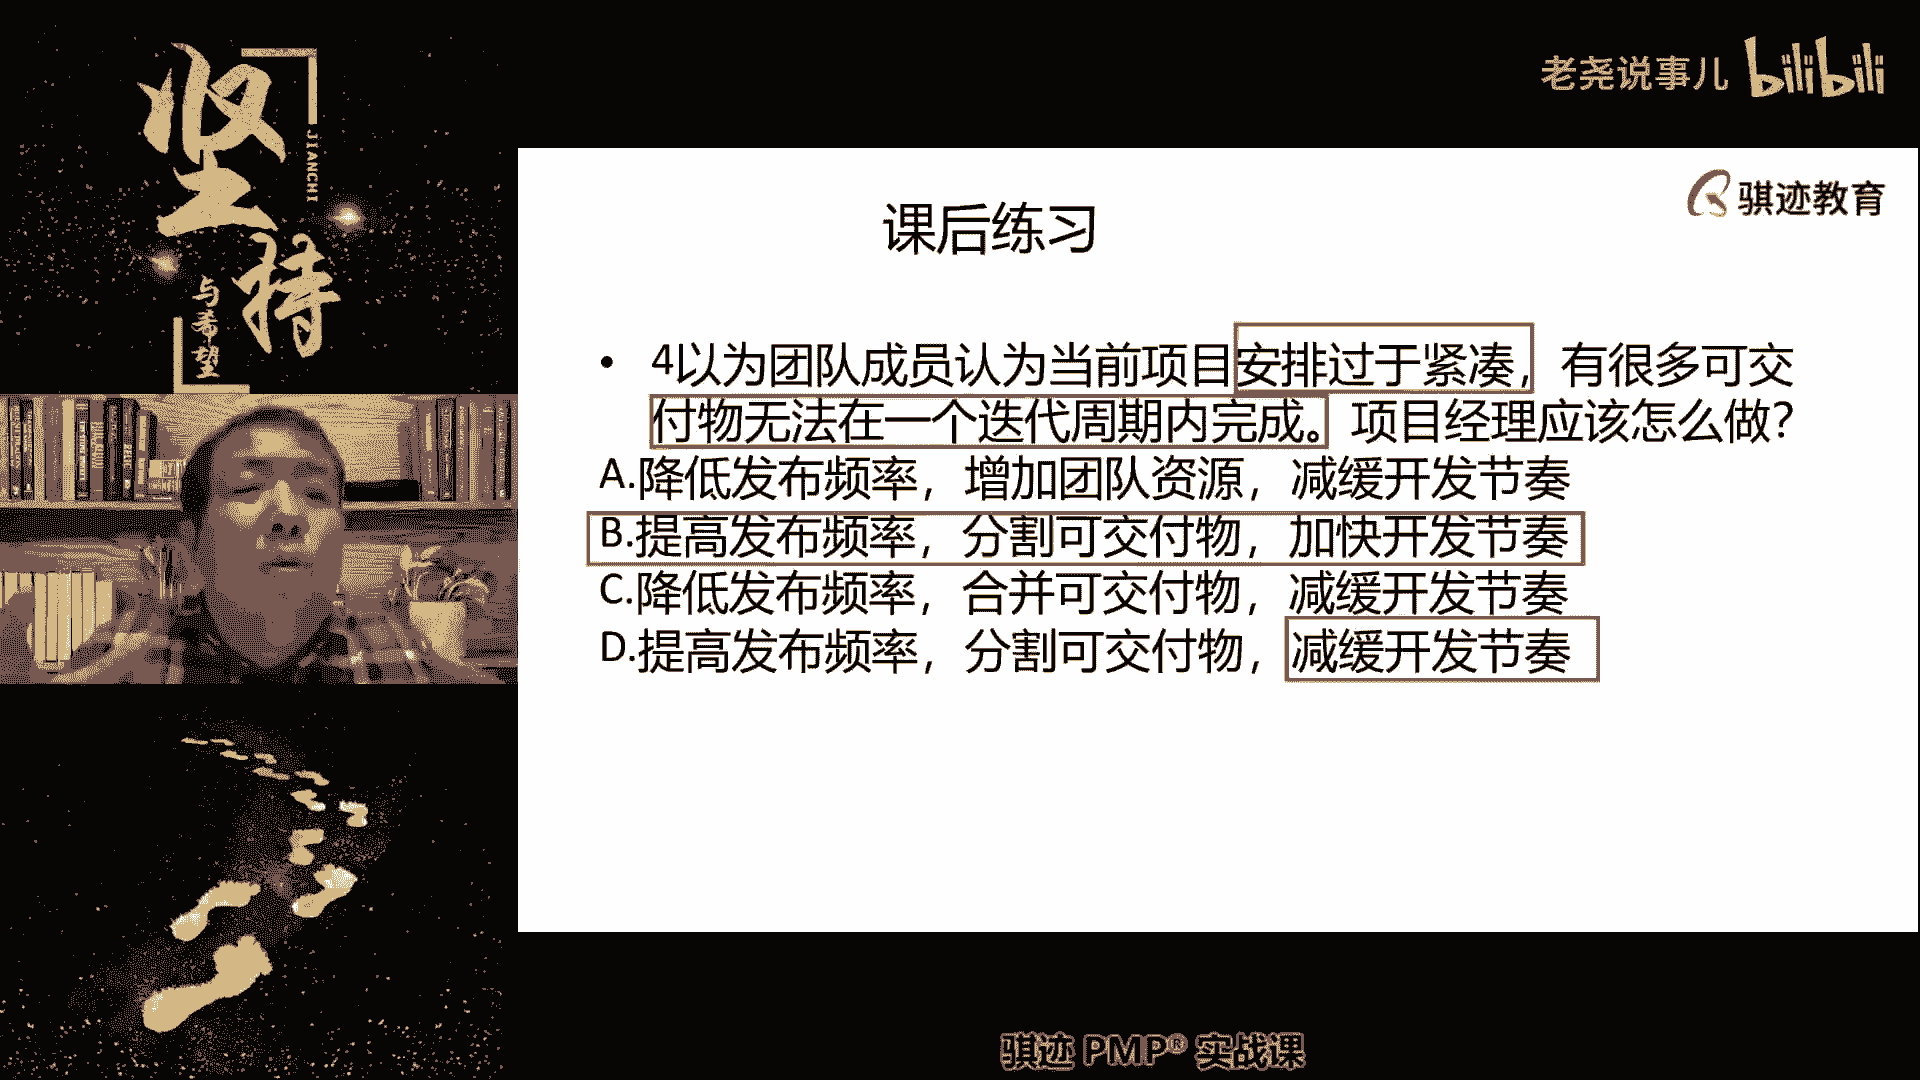 坚持
JIANCHI
与希望
老尧说事儿 bilibili
骐迹教育
课后练习
• 4以为团队成员认为当前项目安排过于紧凑，有很多可交
付物无法在一个迭代周期内完成。项目经理应该怎么做？
A.降低发布频率，增加团队资源，减缓开发节奏
B.提高发布频率，分割可交付物，加快开发节奏
C.降低发布频率，合并可交付物，减缓开发节奏
D.提高发布频率，分割可交付物，减缓开发节奏
骐迹 PMP® 实战课